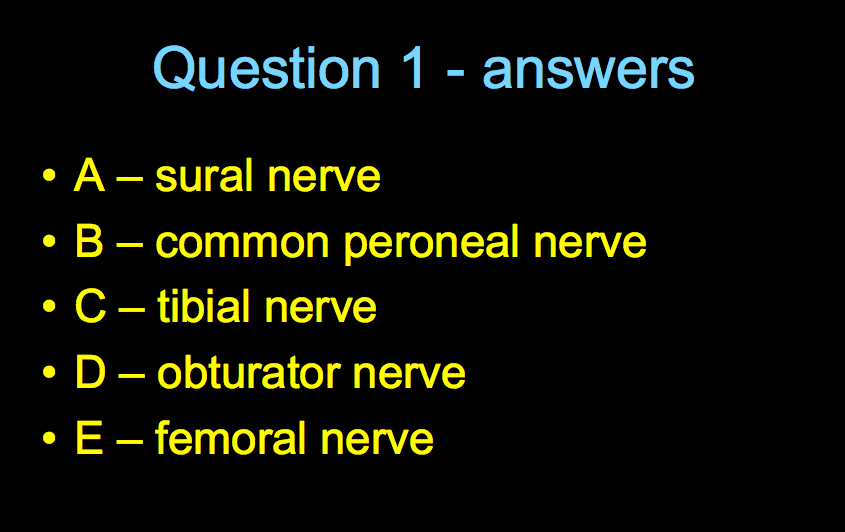 Question 1 - answers
• A – sural nerve
• B – common peroneal nerve
• C – tibial nerve
• D – obturator nerve
• E – femoral nerve